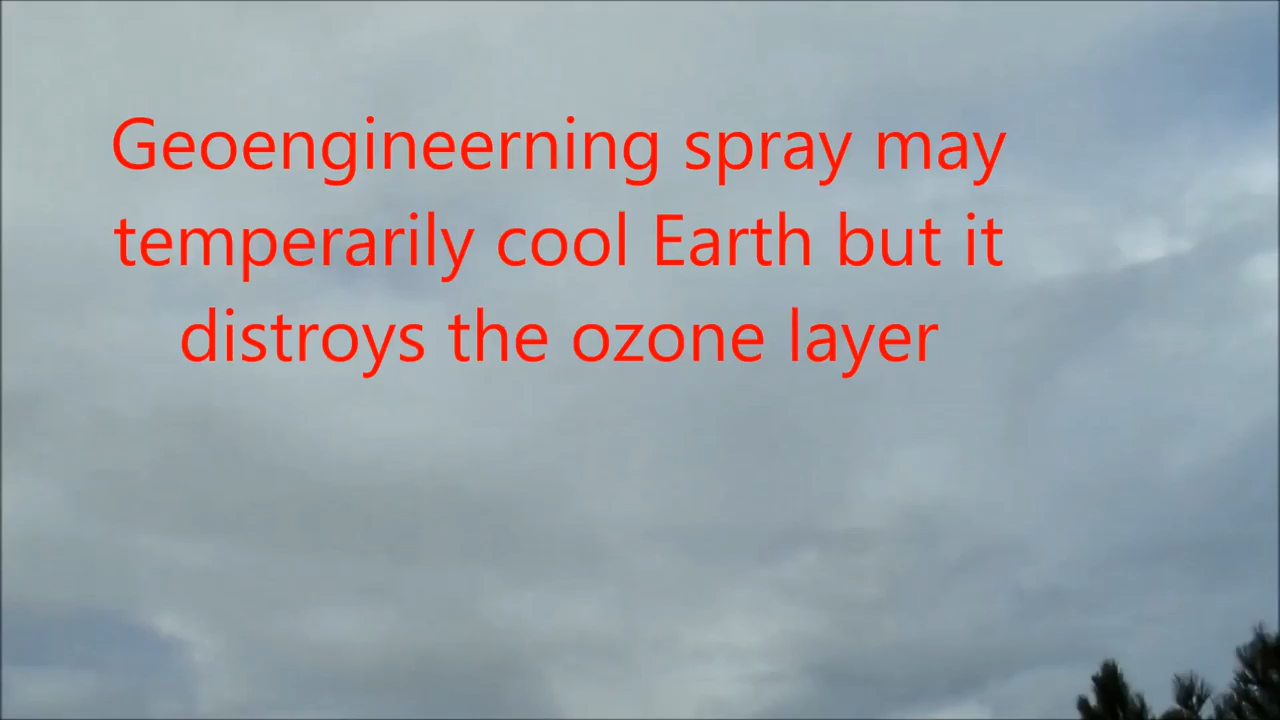 Geoengineerning spray may
temperarily cool Earth but it
distroys the ozone layer